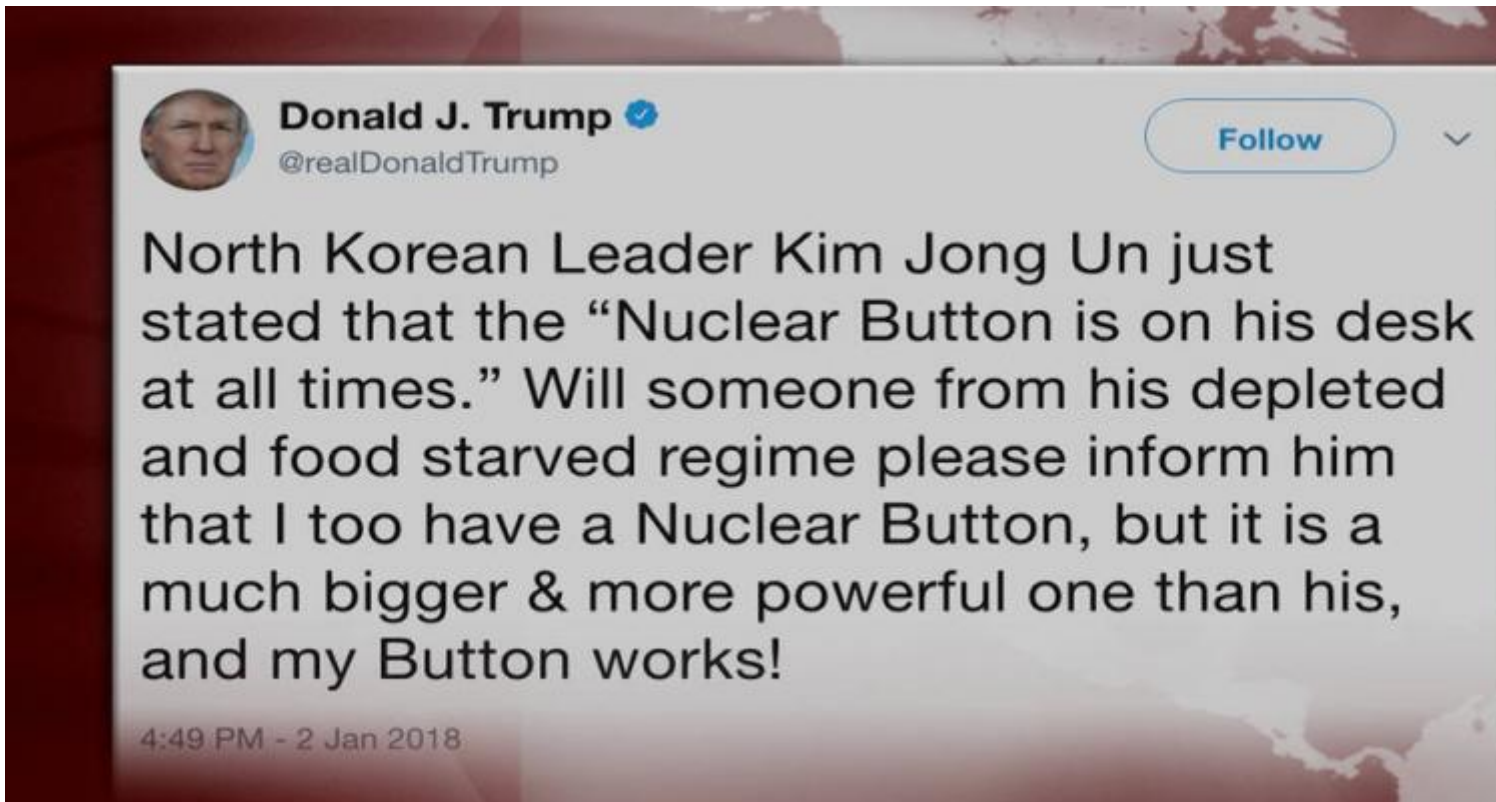 Donald J. Trump
@realDonaldTrump
Follow
North Korean Leader Kim Jong Un just
stated that the “Nuclear Button is on his desk
at all times.” Will someone from his depleted
and food starved regime please inform him
that I too have a Nuclear Button, but it is a
much bigger & more powerful one than his,
and my Button works!
4:49 PM - 2 Jan 2018